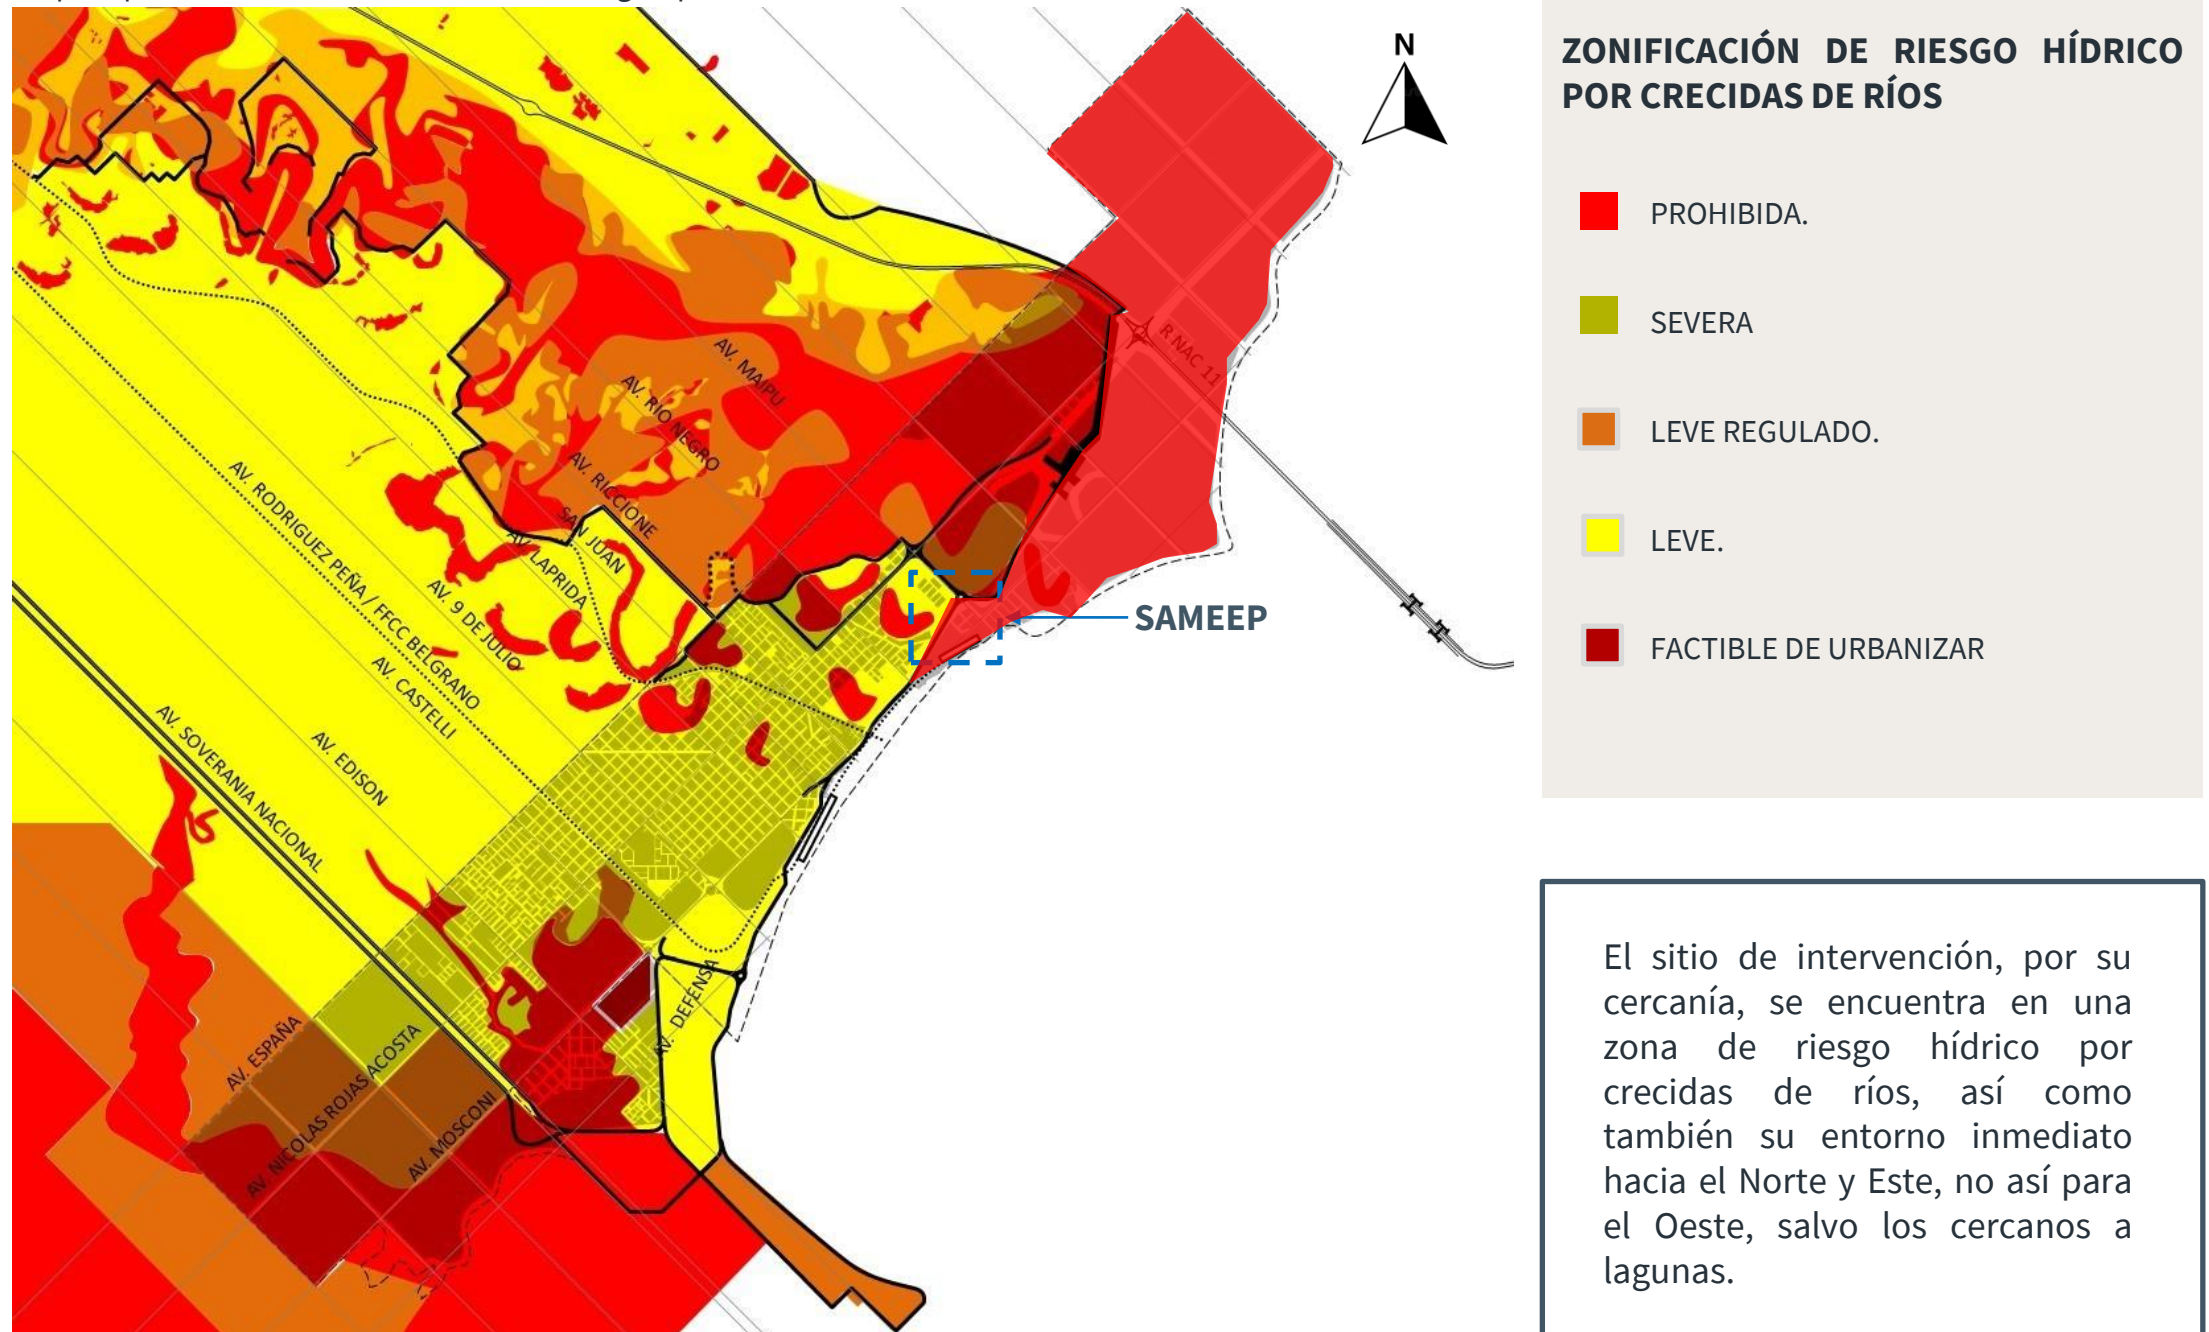 N
ZONIFICACIÓN DE RIESGO HÍDRICO
POR CRECIDAS DE RÍOS
PROHIBIDA.
SEVERA
LEVE REGULADO.
LEVE.
FACTIBLE DE URBANIZAR
R NAC 11
AV. MAIPU
AV. RIO NEGRO
AV. RICCIONE
SAN JUAN
AV. LAPRIDA
AV. RODRIGUEZ PEÑA / FFCC BELGRANO
AV. 9 DE JULIO
AV. CASTELLI
SAMEEP
AV. SOVERANIA NACIONAL
AV. EDISON
AV. DEFENSA
AV. ESPAÑA
AV. NICOLAS ROJAS ACOSTA
AV. MOSCONI
El sitio de intervención, por su
cercanía, se encuentra en una
zona de riesgo hídrico por
crecidas de ríos, así como
también su entorno inmediato
hacia el Norte y Este, no así para
el Oeste, salvo los cercanos a
lagunas.